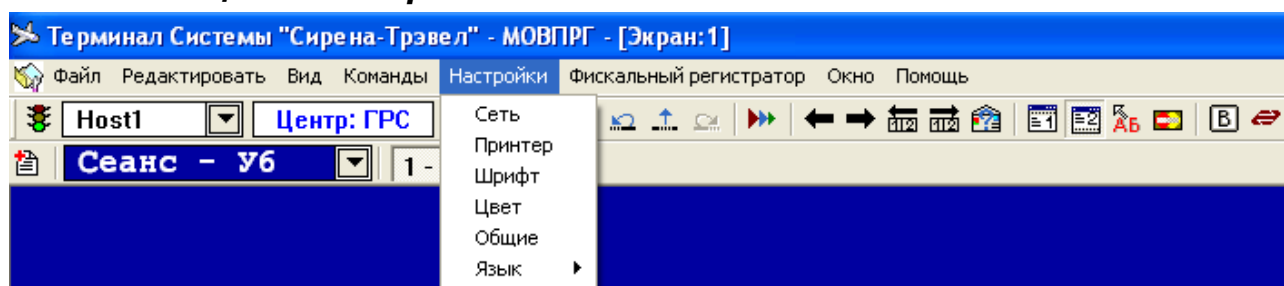 Терминал Системы "Сирена-Трэвел" - МОВПРГ - [Экран:1]
Файл Редактировать Вид Команды Настройки Фискальный регистратор Окно Помощь
Host1 Центр: ГРС
Сеанс - У6 1 -
Сеть
Принтер
Шрифт
Цвет
Общие
Язык